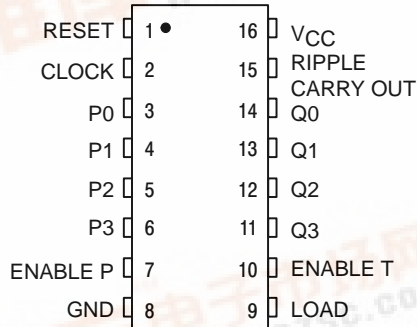 RESET 1 16 VCC
CLOCK 2 15 RIPPLE
CARRY OUT
P0 3 14 Q0
P1 4 13 Q1
P2 5 12 Q2
P3 6 11 Q3
ENABLE P 7 10 ENABLE T
GND 8 9 LOAD